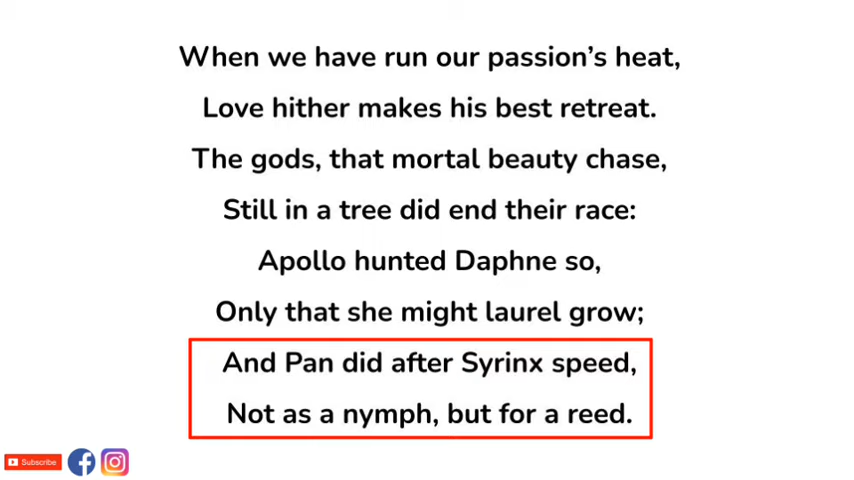 When we have run our passion’s heat,
Love hither makes his best retreat.
The gods, that mortal beauty chase,
Still in a tree did end their race:
Apollo hunted Daphne so,
Only that she might laurel grow;
And Pan did after Syrinx speed,
Not as a nymph, but for a reed.
Subscribe